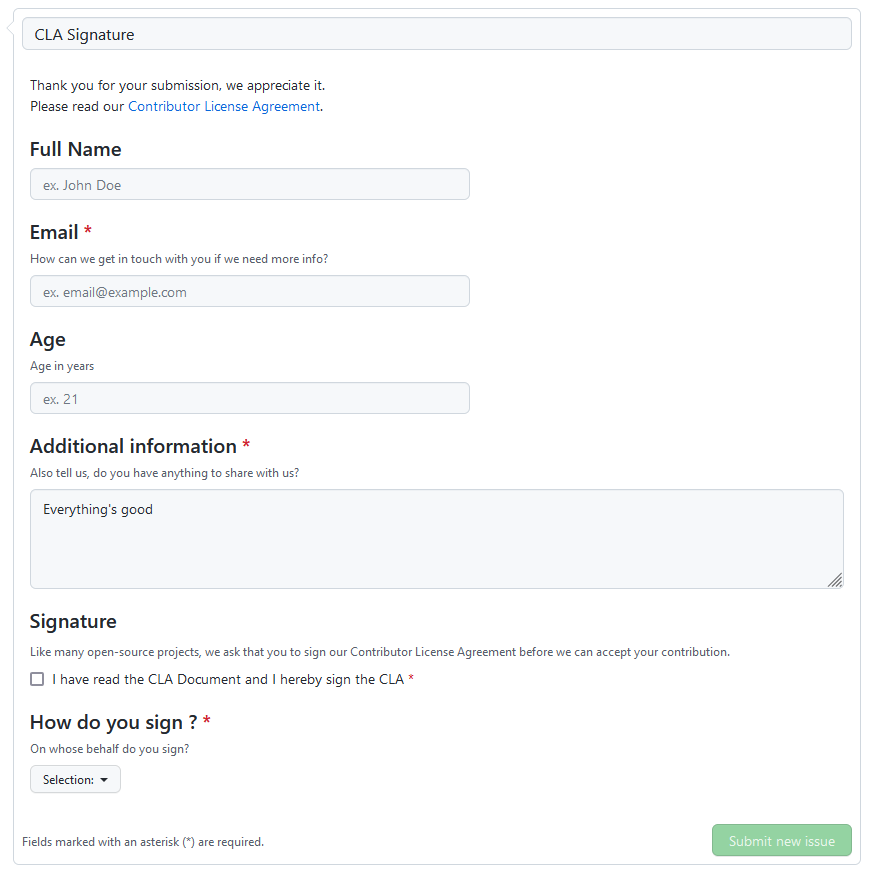 CLA Signature
Thank you for your submission, we appreciate it.
Please read our Contributor License Agreement.
Full Name
ex. John Doe
Email *
How can we get in touch with you if we need more info?
ex. email@example.com
Age
Age in years
ex. 21
Additional information *
Also tell us, do you have anything to share with us?
Everything's good
Signature
Like many open-source projects, we ask that you to sign our Contributor License Agreement before we can accept your contribution.
I have read the CLA Document and I hereby sign the CLA *
How do you sign ? *
On whose behalf do you sign?
Selection:
Fields marked with an asterisk (*) are required.
Submit new issue